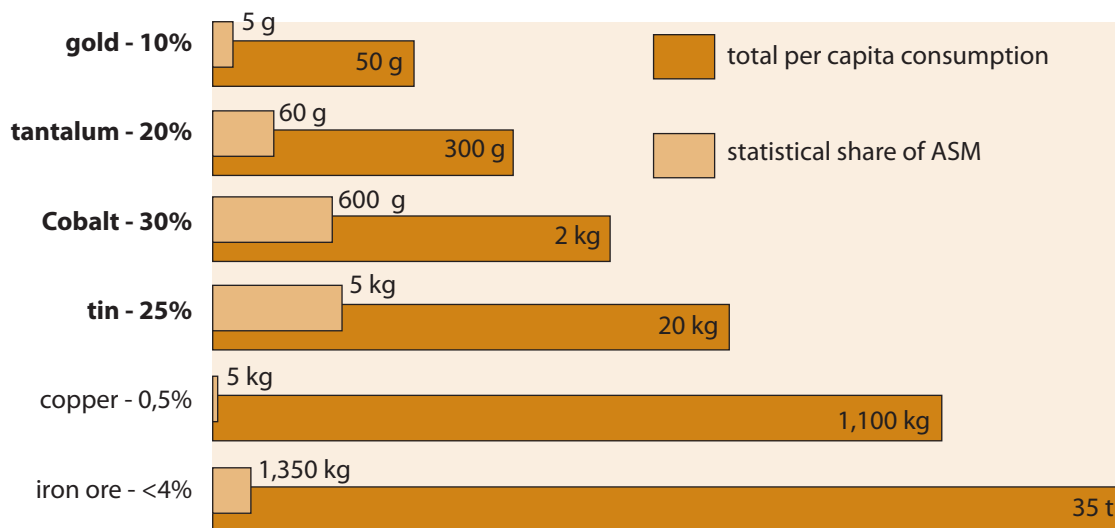 5 g
gold - 10%
50 g
total per capita consumption
60 g
tantalum - 20%
300 g
statistical share of ASM
600 g
Cobalt - 30%
2 kg
5 kg
tin - 25%
20 kg
5 kg
copper - 0,5%
1,100 kg
1,350 kg
iron ore - <4%
35 t